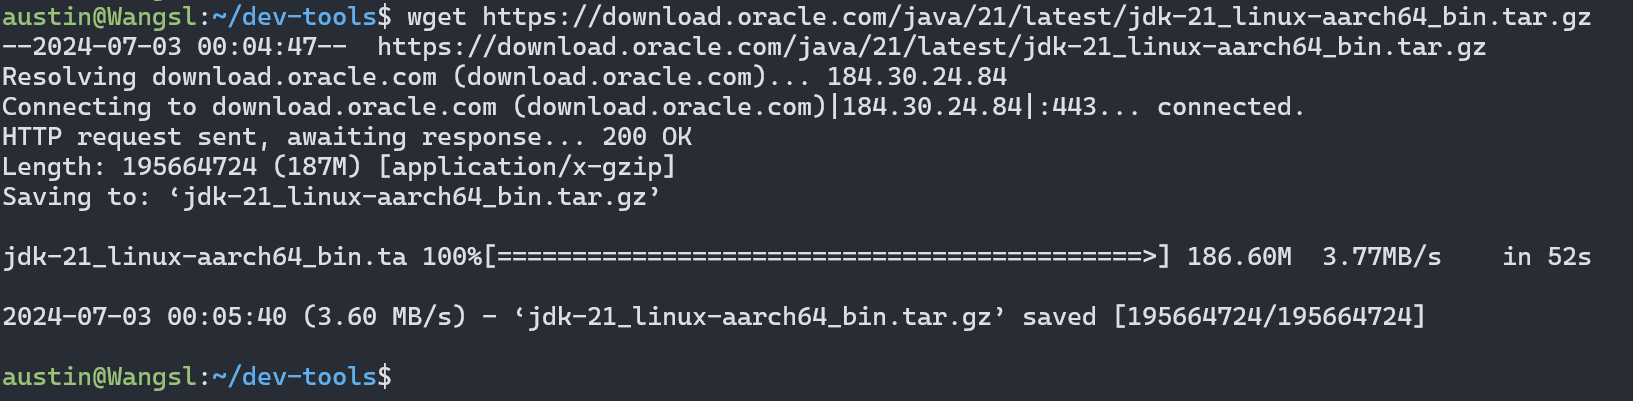 austin@Wangsl:~/dev-tools$ wget https://download.oracle.com/java/21/latest/jdk-21_linux-aarch64_bin.tar.gz
--2024-07-03 00:04:47--  https://download.oracle.com/java/21/latest/jdk-21_linux-aarch64_bin.tar.gz
Resolving download.oracle.com (download.oracle.com)... 184.30.24.84
Connecting to download.oracle.com (download.oracle.com)|184.30.24.84|:443... connected.
HTTP request sent, awaiting response... 200 OK
Length: 195664724 (187M) [application/x-gzip]
Saving to: ‘jdk-21_linux-aarch64_bin.tar.gz’
jdk-21_linux-aarch64_bin.ta 100%[===========================================>] 186.60M  3.77MB/s    in 52s
2024-07-03 00:05:40 (3.60 MB/s) - ‘jdk-21_linux-aarch64_bin.tar.gz’ saved [195664724/195664724]
austin@Wangsl:~/dev-tools$